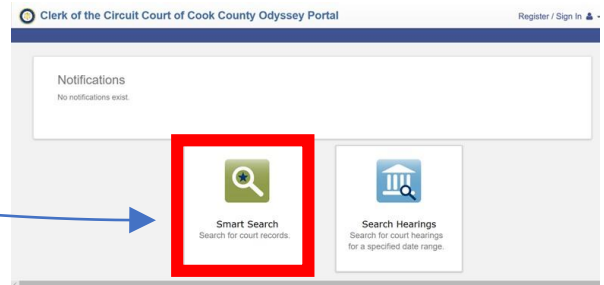 Clerk of the Circuit Court of Cook County Odyssey Portal
Register / Sign In
Notifications
No notifications exist.
Smart Search
Search for court records.
Search Hearings
Search for court hearings
for a specified date range.